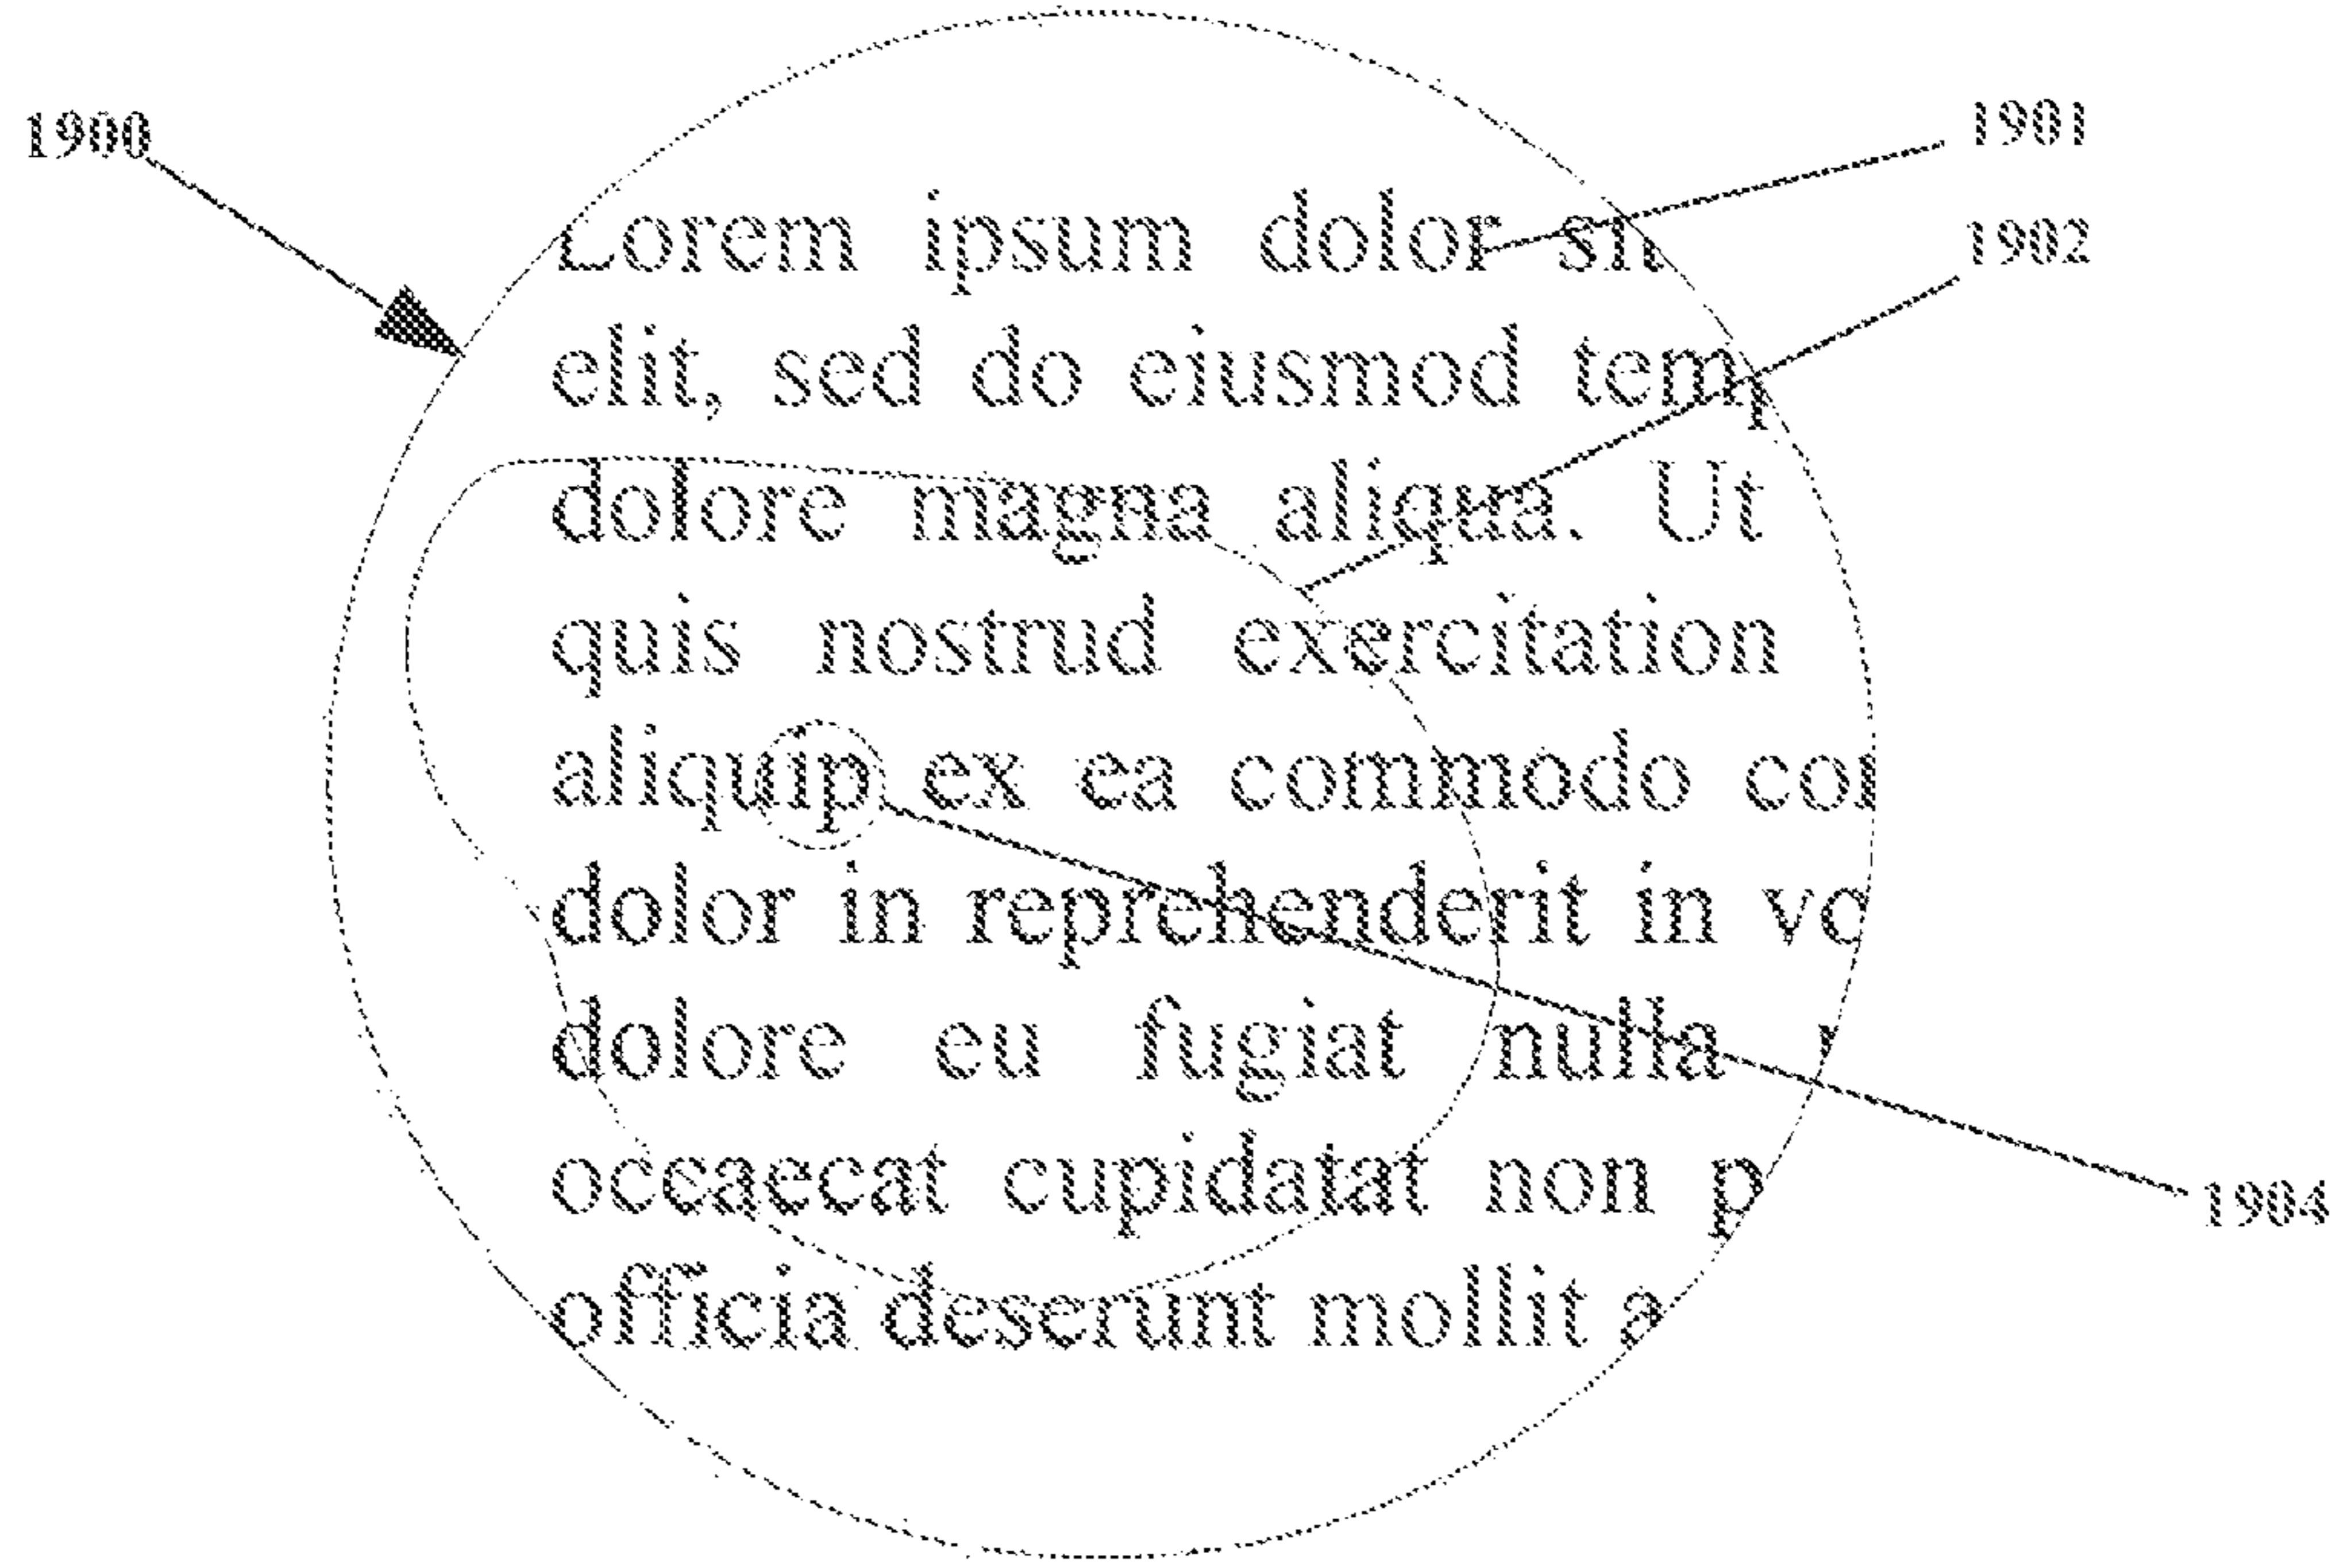 1900
1901
1902
Lorem ipsum dolor sit
elit, sed do eiusmod temp
dolore magna aliqua. Ut
quis nostrud exercitation
aliquip ex ea commodo con
dolor in reprehenderit in vo
dolore eu fugiat nulla
occaecat cupidatat non p
officia deserunt mollit a
1904